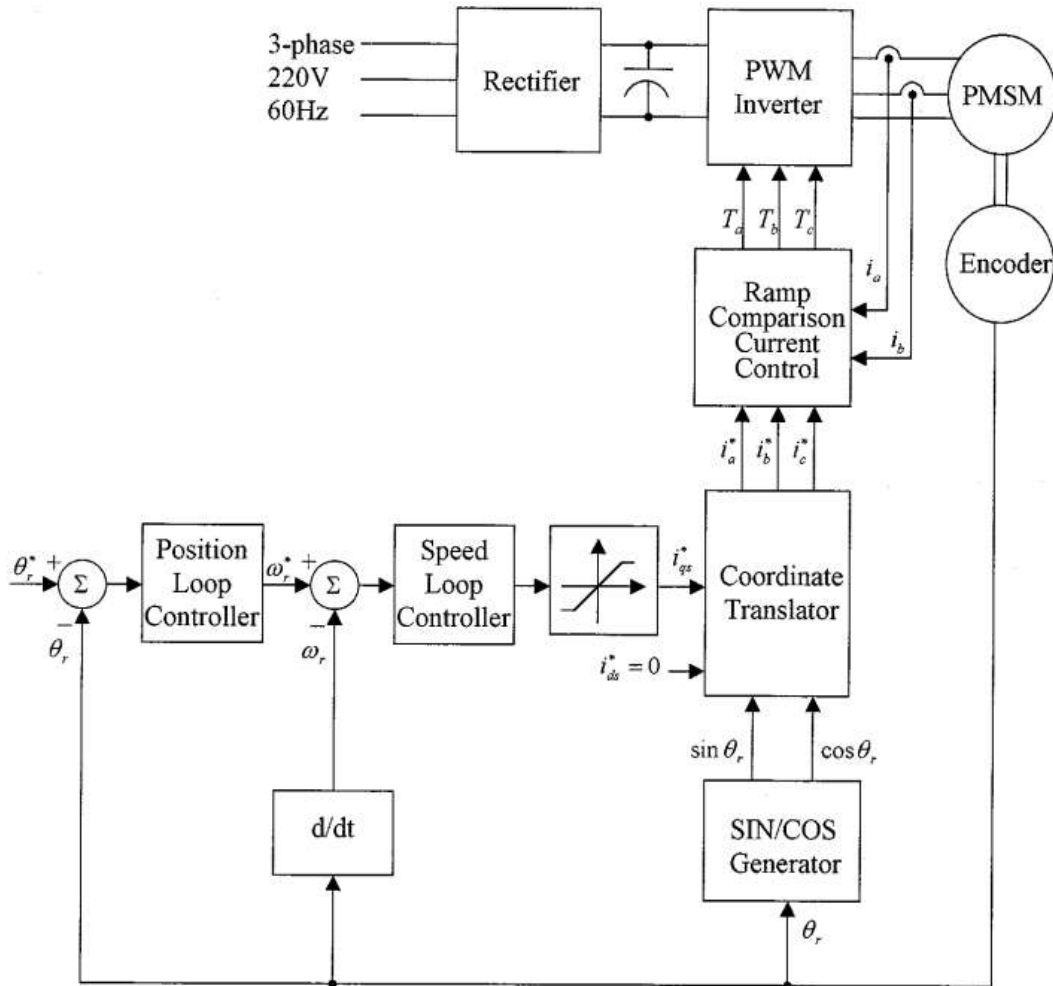 3-phase
220V
60Hz
Rectifier
PWM
Inverter
PMSM
T_a
T_b
T_c
i_a
Encoder
Ramp
Comparison
Current
Control
i_b
i_a^*
i_b^*
i_c^*
θ_r^*
+
Σ
−
θ_r
Position
Loop
Controller
ω_r^*
+
Σ
−
ω_r
Speed
Loop
Controller
i_qs^*
Coordinate
Translator
i_ds^* = 0
sin θ_r
cos θ_r
d/dt
SIN/COS
Generator
θ_r